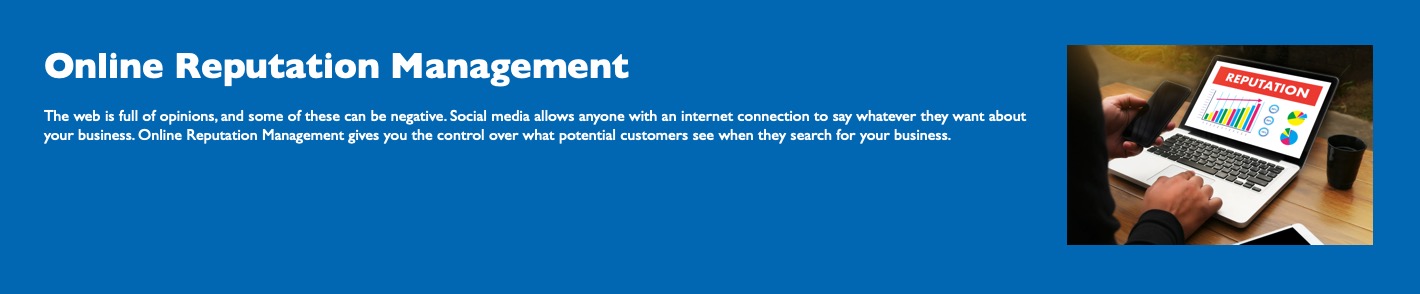 Online Reputation Management
The web is full of opinions, and some of these can be negative. Social media allows anyone with an internet connection to say whatever they want about
your business. Online Reputation Management gives you the control over what potential customers see when they search for your business.
REPUTATION